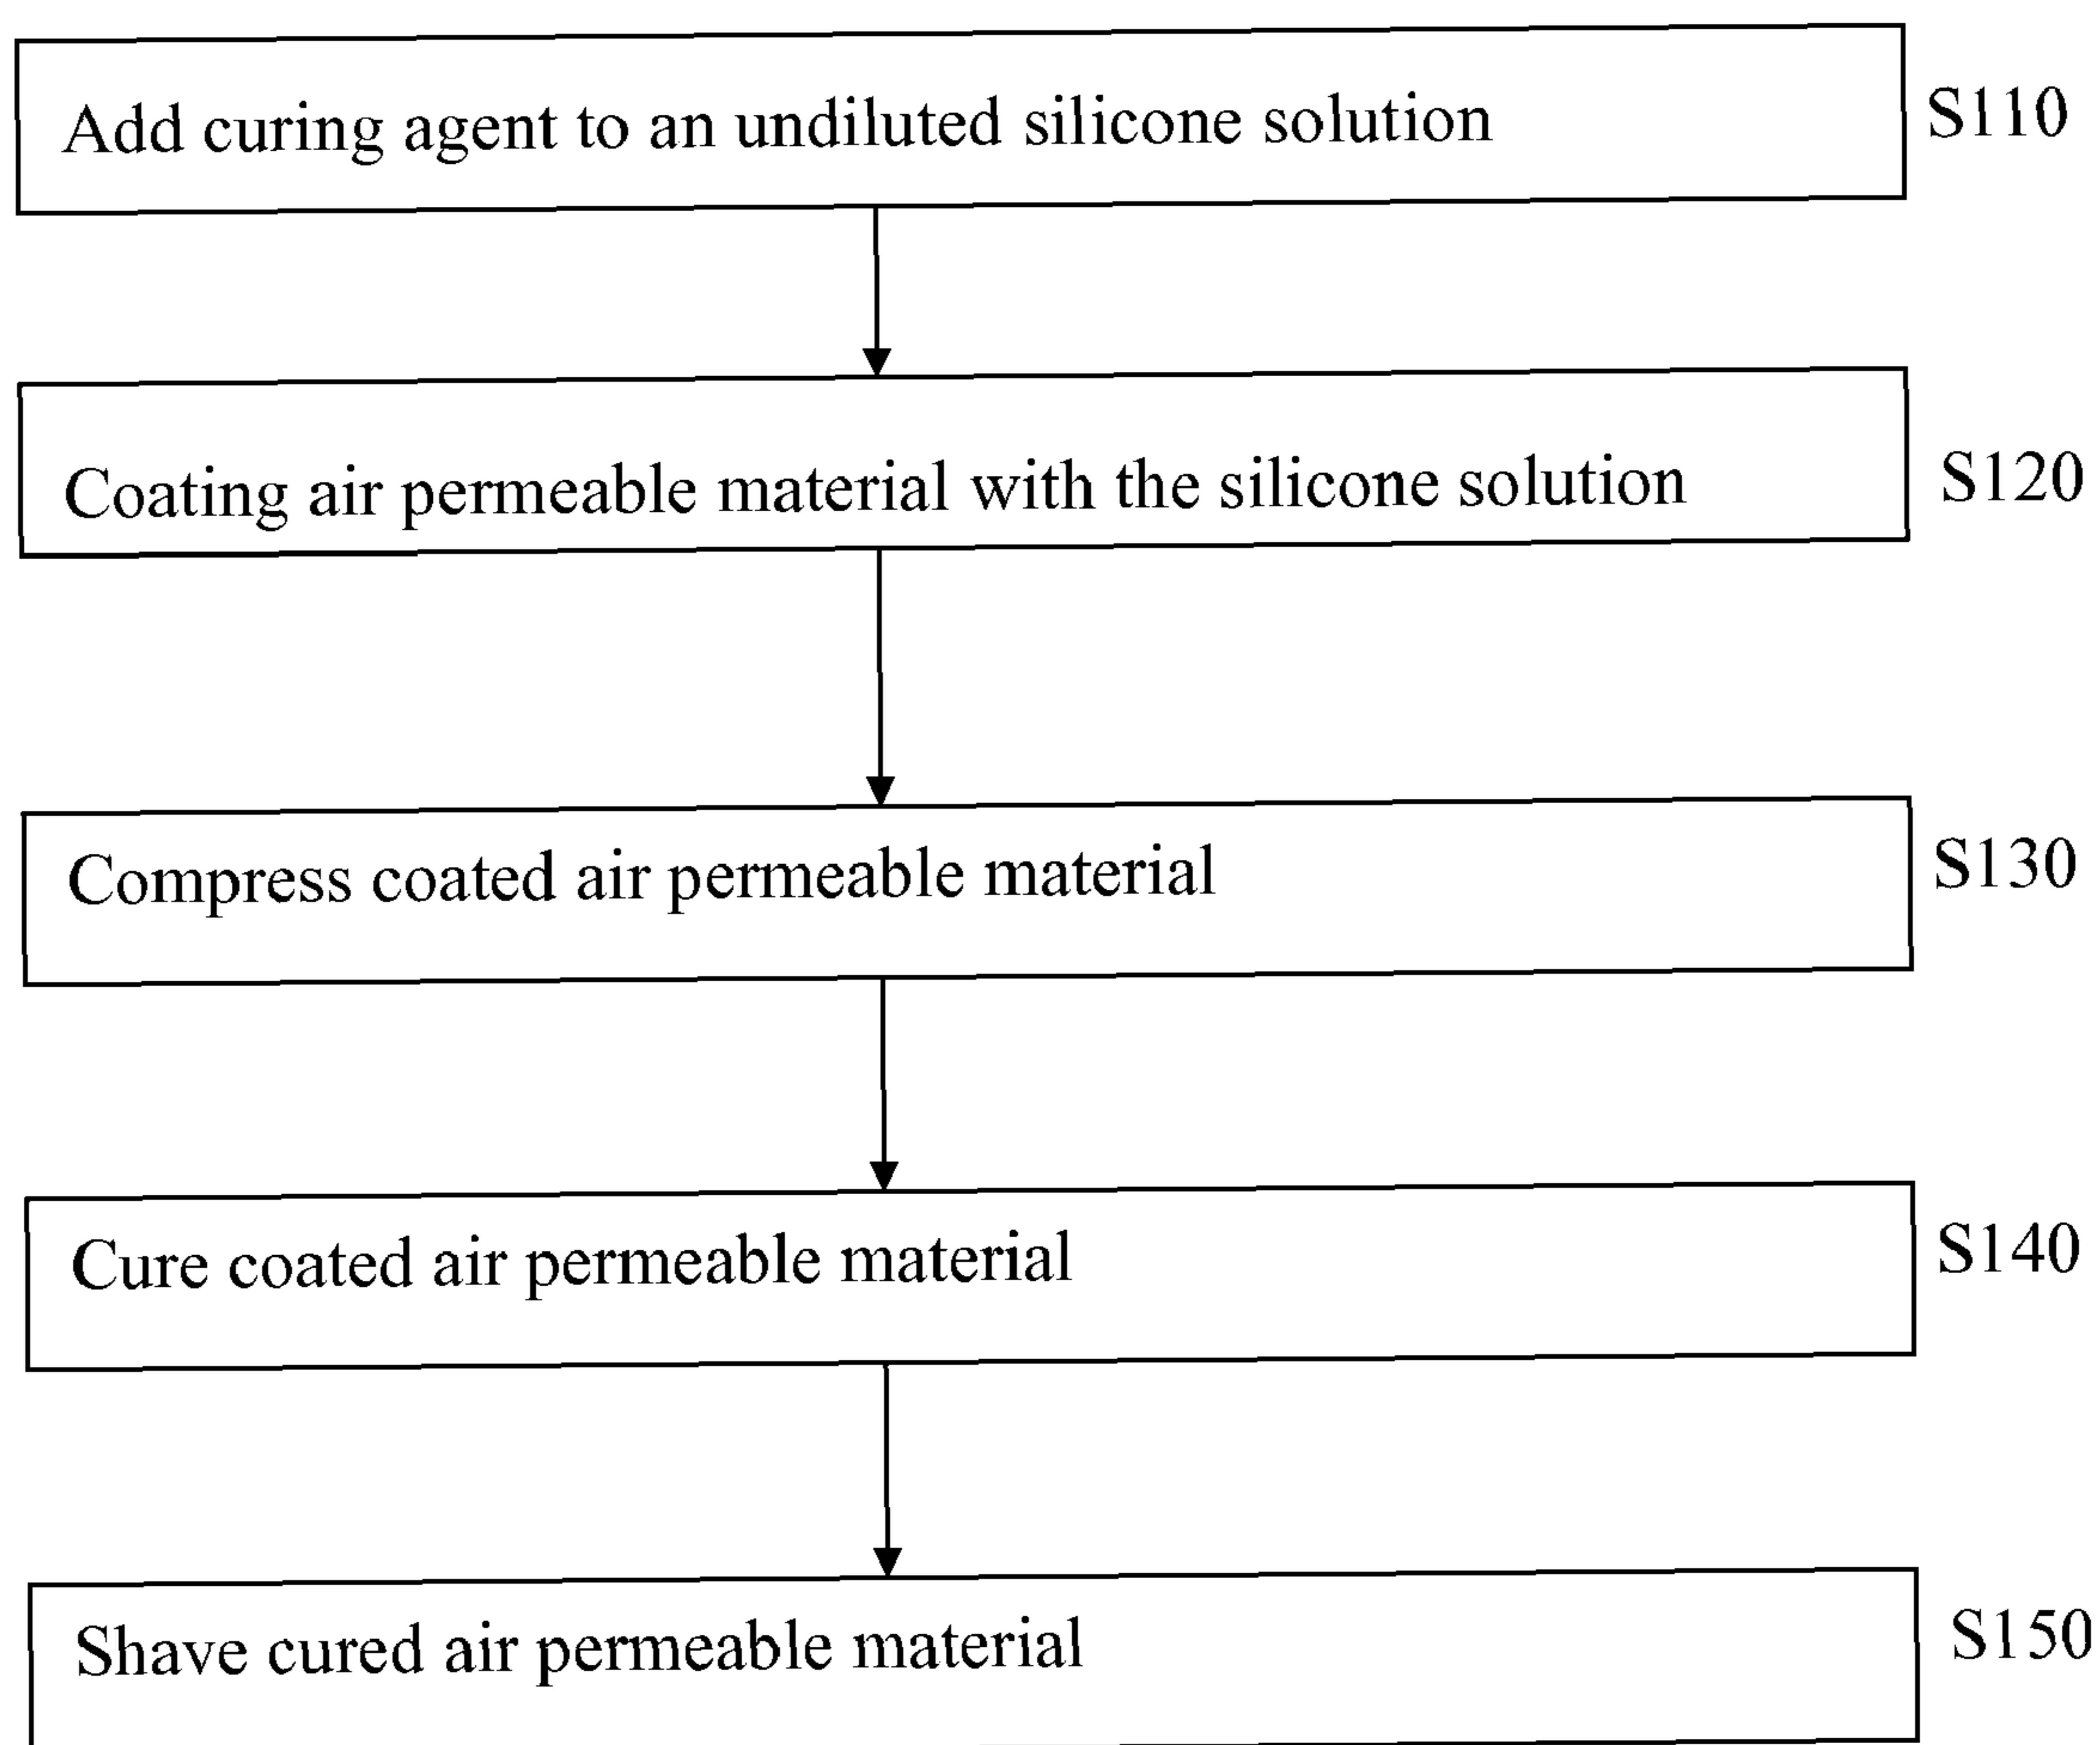 Add curing agent to an undiluted silicone solution S110
Coating air permeable material with the silicone solution S120
Compress coated air permeable material S130
Cure coated air permeable material S140
Shave cured air permeable material S150